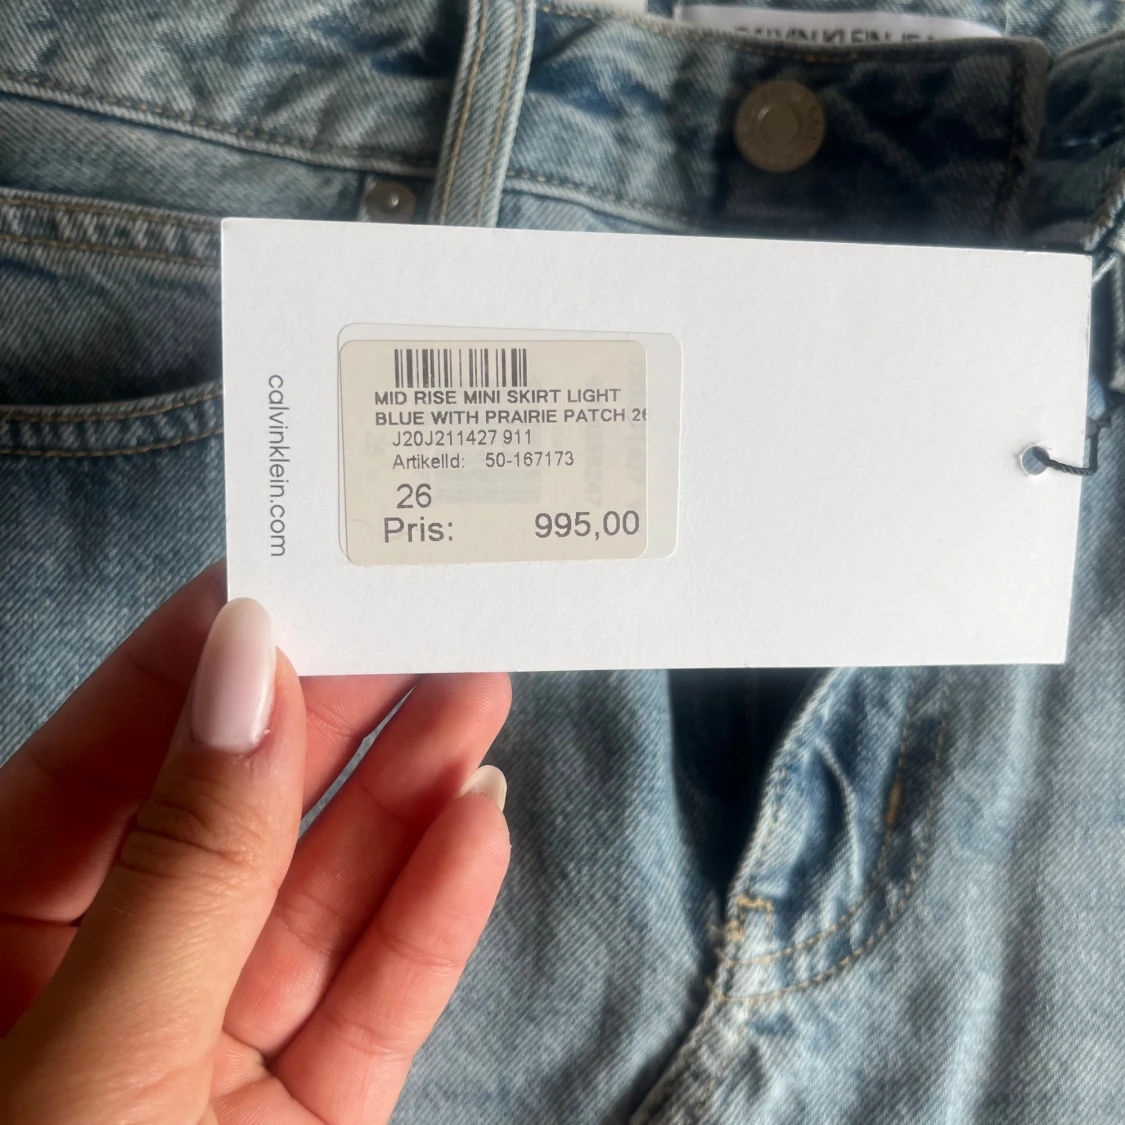 calvinklein.com
MID RISE MINI SKIRT LIGHT
BLUE WITH PRAIRIE PATCH 26
J20J211427 911
ArtikelId: 50-167173
26
Pris: 995,00